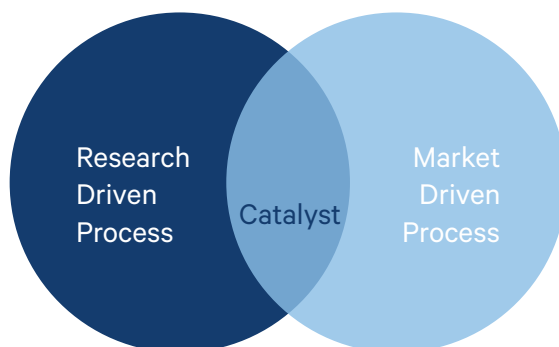 Research
Driven
Process
Catalyst
Market
Driven
Process